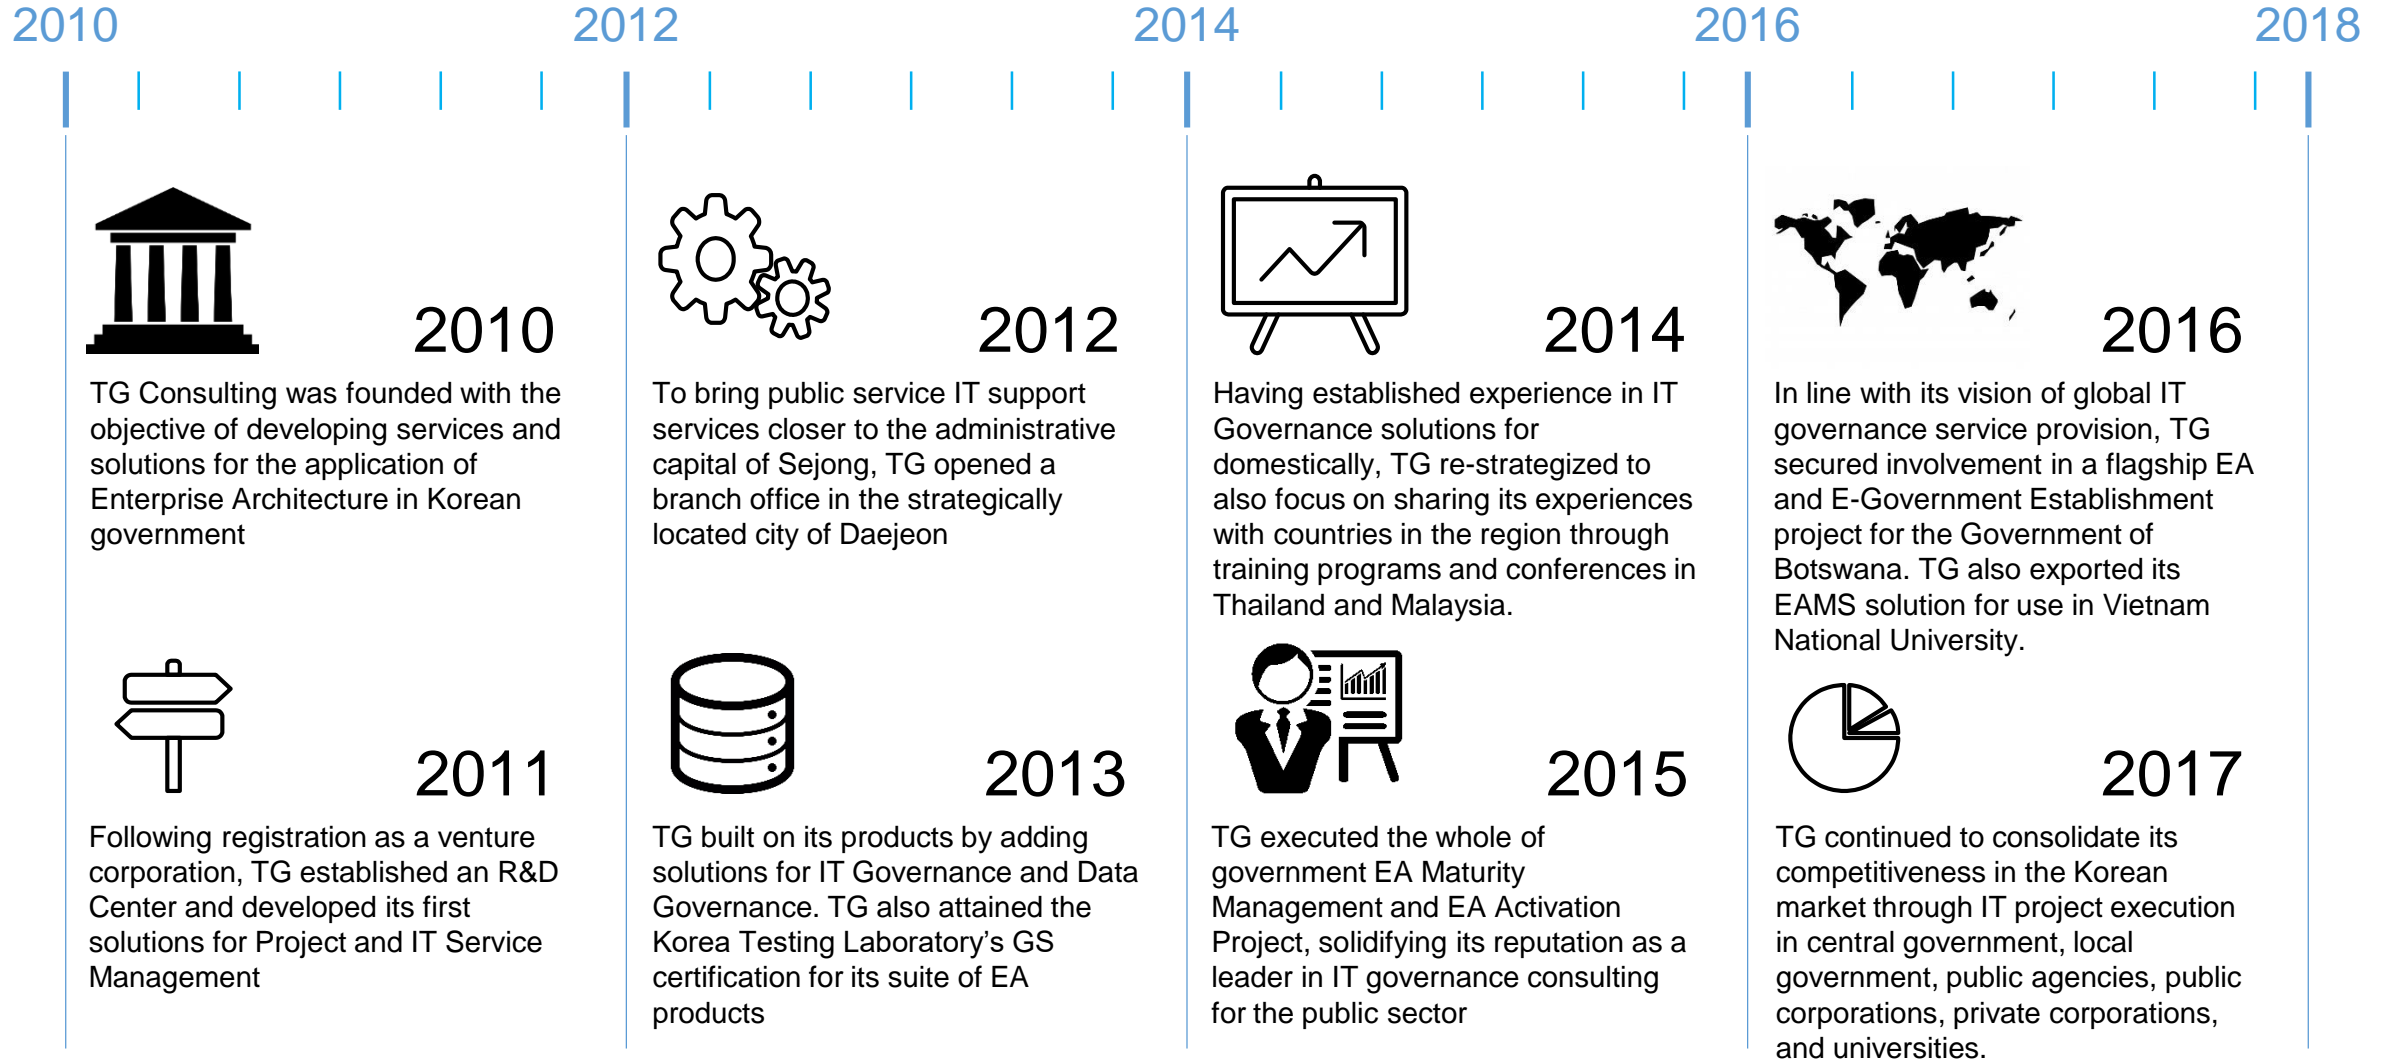 2010
2012
2014
2016
2018
2010
TG Consulting was founded with the
objective of developing services and
solutions for the application of
Enterprise Architecture in Korean
government
2012
To bring public service IT support
services closer to the administrative
capital of Sejong, TG opened a
branch office in the strategically
located city of Daejeon
2014
Having established experience in IT
Governance solutions for
domestically, TG re-strategized to
also focus on sharing its experiences
with countries in the region through
training programs and conferences in
Thailand and Malaysia.
2016
In line with its vision of global IT
governance service provision, TG
secured involvement in a flagship EA
and E-Government Establishment
project for the Government of
Botswana. TG also exported its
EAMS solution for use in Vietnam
National University.
2011
Following registration as a venture
corporation, TG established an R&D
Center and developed its first
solutions for Project and IT Service
Management
2013
TG built on its products by adding
solutions for IT Governance and Data
Governance. TG also attained the
Korea Testing Laboratory’s GS
certification for its suite of EA
products
2015
TG executed the whole of
government EA Maturity
Management and EA Activation
Project, solidifying its reputation as a
leader in IT governance consulting
for the public sector
2017
TG continued to consolidate its
competitiveness in the Korean
market through IT project execution
in central government, local
government, public agencies, public
corporations, private corporations,
and universities.